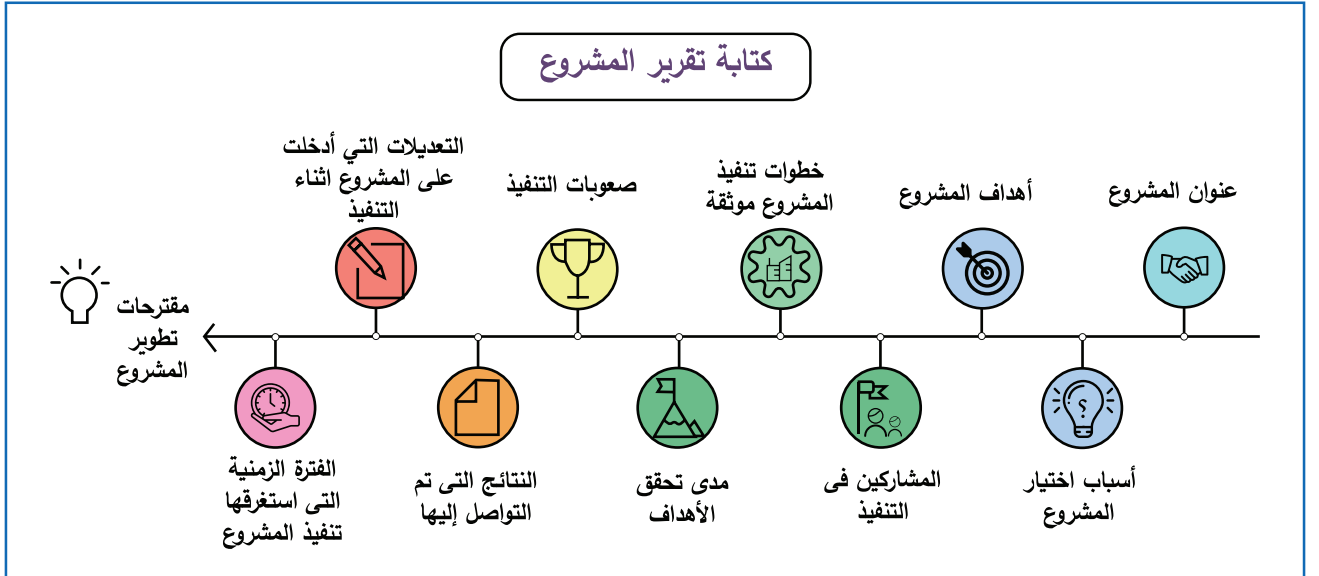 كتابة تقرير المشروع
عنوان المشروع
أسباب اختيار
المشروع
أهداف المشروع
المشاركين فى
التنفيذ
خطوات تنفيذ
المشروع موثقة
مدى تحقق
الأهداف
صعوبات التنفيذ
النتائج التى تم
التواصل إليها
التعديلات التي أدخلت
على المشروع اثناء
التنفيذ
الفترة الزمنية
التى استغرقها
تنفيذ المشروع
مقترحات
تطوير
المشروع